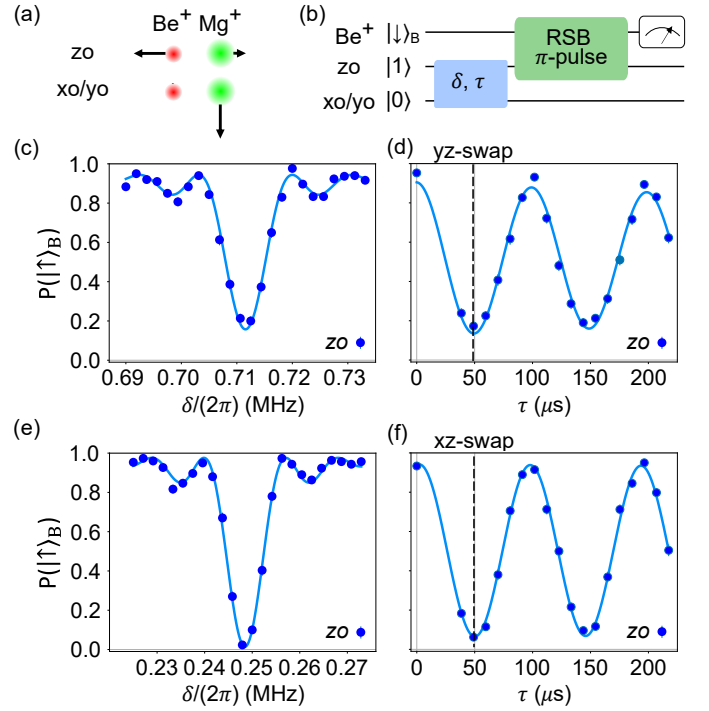 (a)
Be⁺ Mg⁺
zo
xo/yo
(b)
Be⁺ |↓⟩_B
zo |1⟩
xo/yo |0⟩
δ, τ
RSB
π-pulse
(c)
P(|↑⟩_B)
1.0
0.8
0.6
0.4
0.2
0.0
zo
0.69 0.70 0.71 0.72 0.73
δ/(2π) (MHz)
(d)
yz-swap
zo
0 50 100 150 200
τ (μs)
(e)
P(|↑⟩_B)
1.0
0.8
0.6
0.4
0.2
0.0
zo
0.23 0.24 0.25 0.26 0.27
δ/(2π) (MHz)
(f)
xz-swap
zo
0 50 100 150 200
τ (μs)